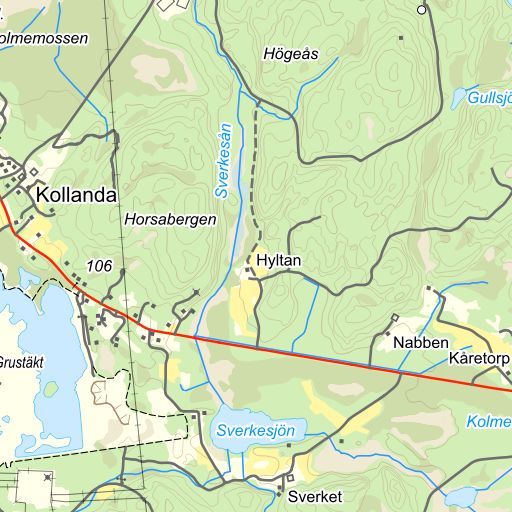 olmemossen
Högeås
Gullsjö
Sverkesån
Kollanda
Horsabergen
106
Hyltan
Nabben
Kåretorp
Grustäkt
Sverkesjön
Kolme
Sverket